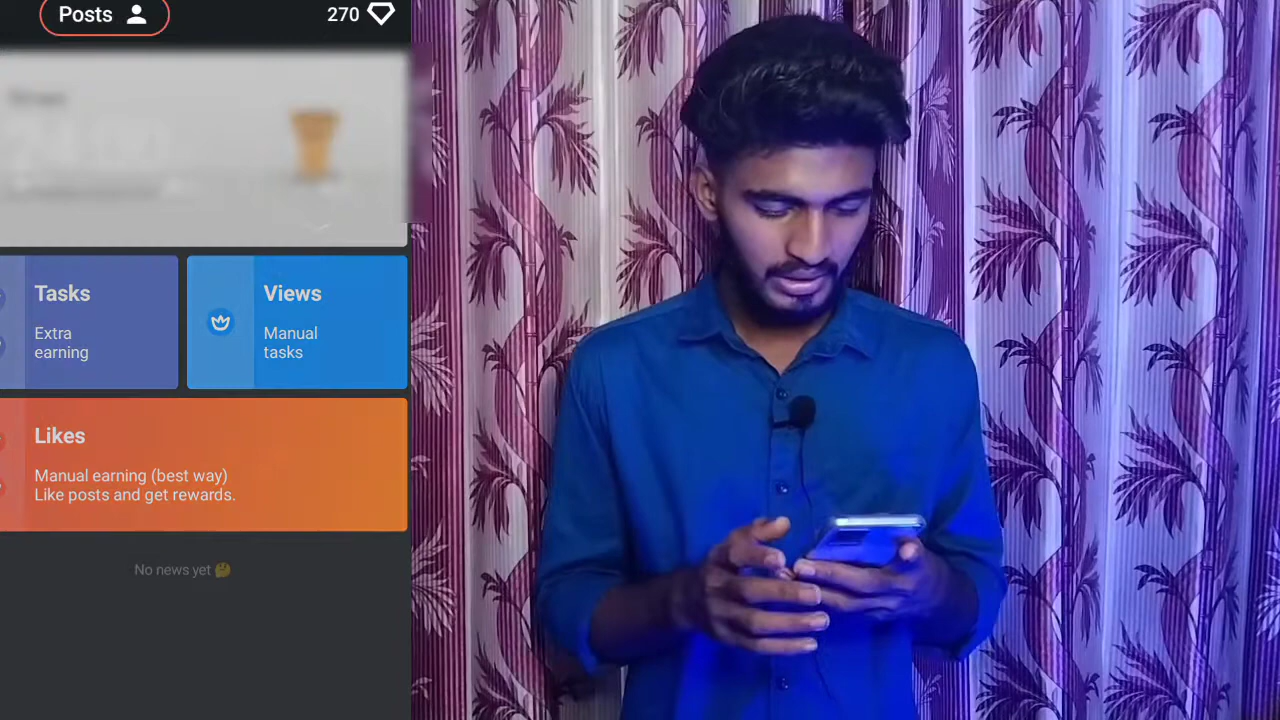 Posts
270
Tasks
Extra
earning
Views
Manual
tasks
Likes
Manual earning (best way)
Like posts and get rewards.
No news yet 🤔